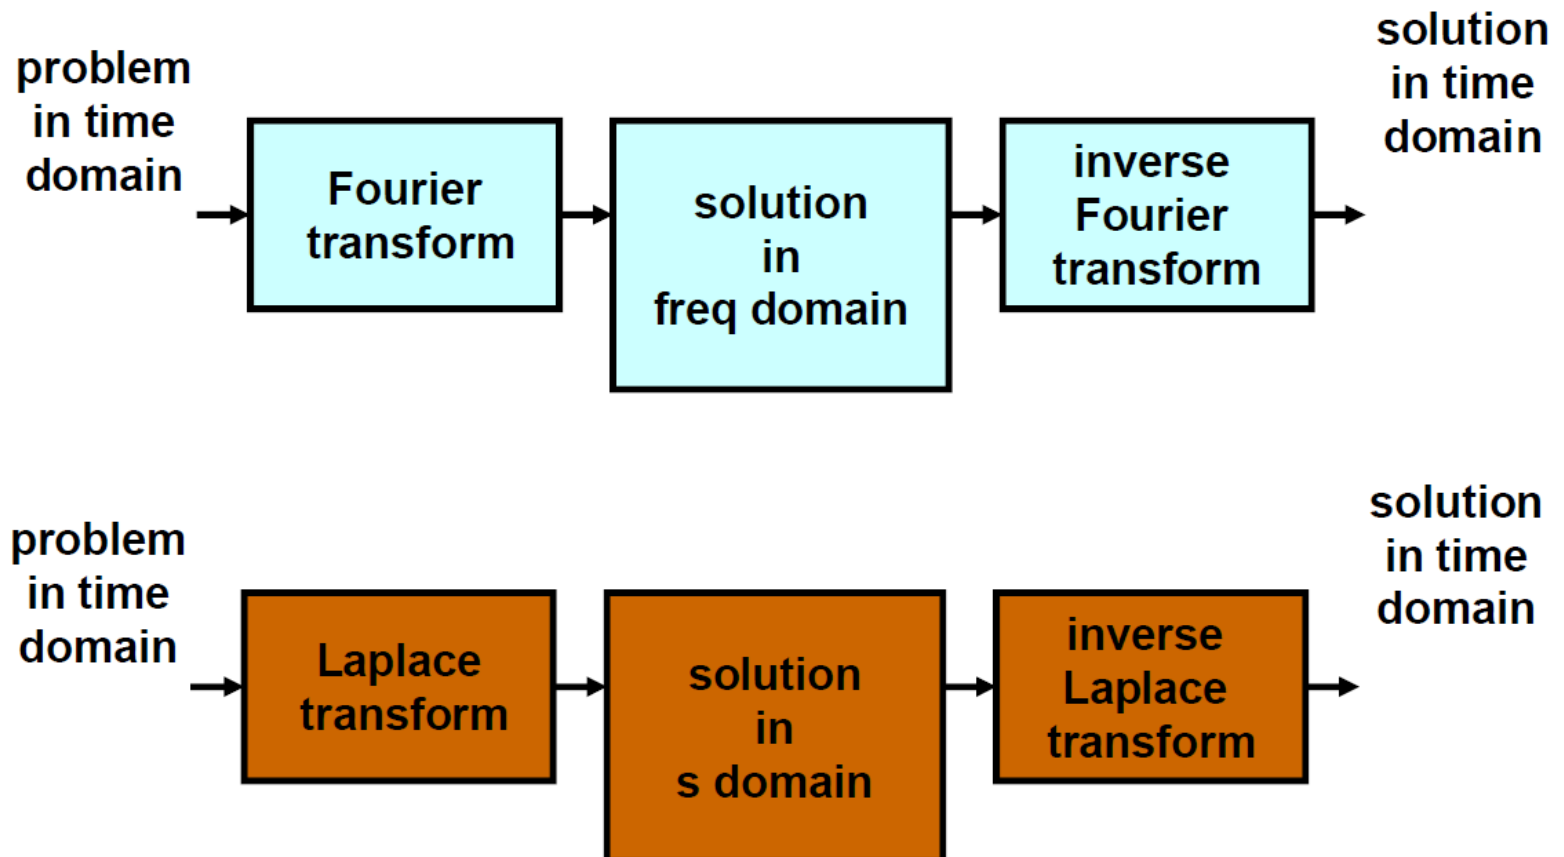 problem
in time
domain
Fourier
transform
solution
in
freq domain
inverse
Fourier
transform
solution
in time
domain
problem
in time
domain
Laplace
transform
solution
in
s domain
inverse
Laplace
transform
solution
in time
domain